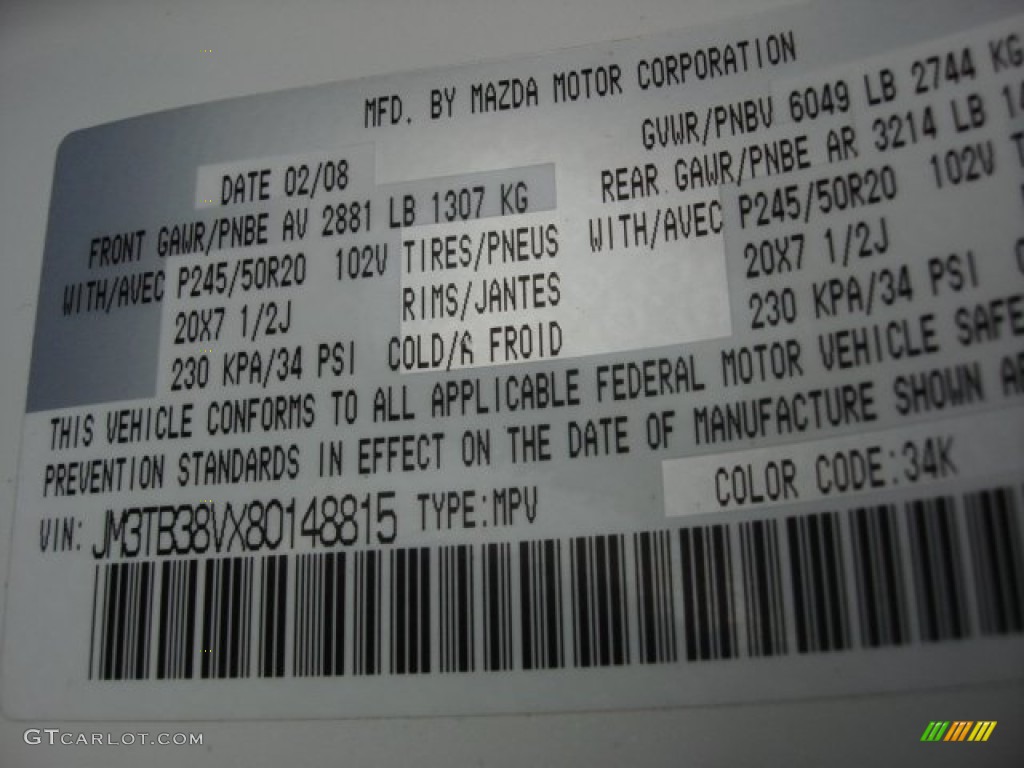 MFD. BY MAZDA MOTOR CORPORATION
DATE 02/08 GVWR/PNBV 6049 LB 2744 KG
FRONT GAWR/PNBE AV 2881 LB 1307 KG REAR GAWR/PNBE AR 3214 LB
WITH/AVEC P245/50R20 102V TIRES/PNEUS WITH/AVEC P245/50R20 102V
20X7 1/2J RIMS/JANTES 20X7 1/2J
230 KPA/34 PSI COLD/A FROID 230 KPA/34 PSI
THIS VEHICLE CONFORMS TO ALL APPLICABLE FEDERAL MOTOR VEHICLE SAFE
PREVENTION STANDARDS IN EFFECT ON THE DATE OF MANUFACTURE SHOWN
COLOR CODE:34K
VIN: JM3TB38VX80148815 TYPE:MPV
GTCARLOT.COM